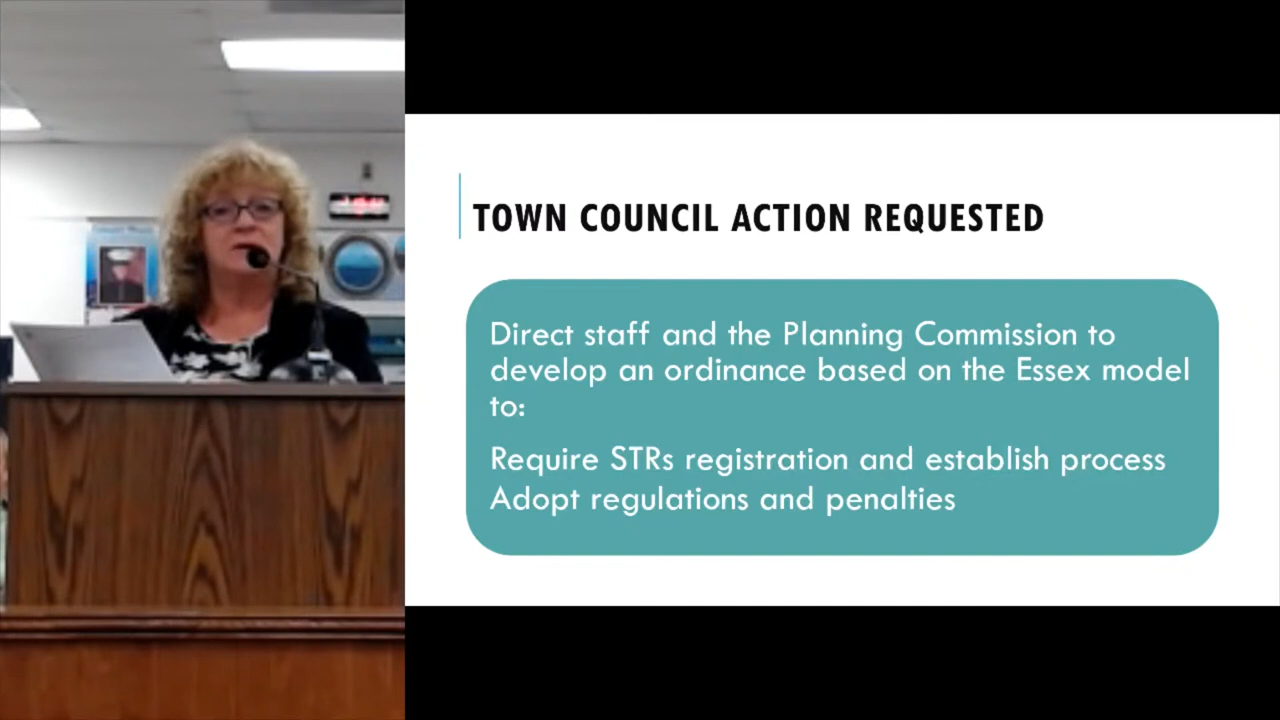 TOWN COUNCIL ACTION REQUESTED
Direct staff and the Planning Commission to
develop an ordinance based on the Essex model
to:
Require STRs registration and establish process
Adopt regulations and penalties